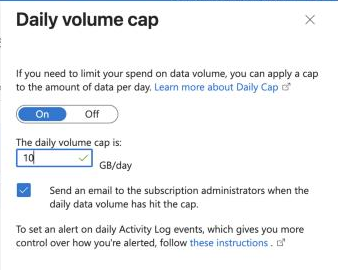 Daily volume cap
If you need to limit your spend on data volume, you can apply a cap
to the amount of data per day. Learn more about Daily Cap
On Off
The daily volume cap is:
10 GB/day
Send an email to the subscription administrators when the
daily data volume has hit the cap.
To set an alert on daily Activity Log events, which gives you more
control over how you're alerted, follow these instructions .